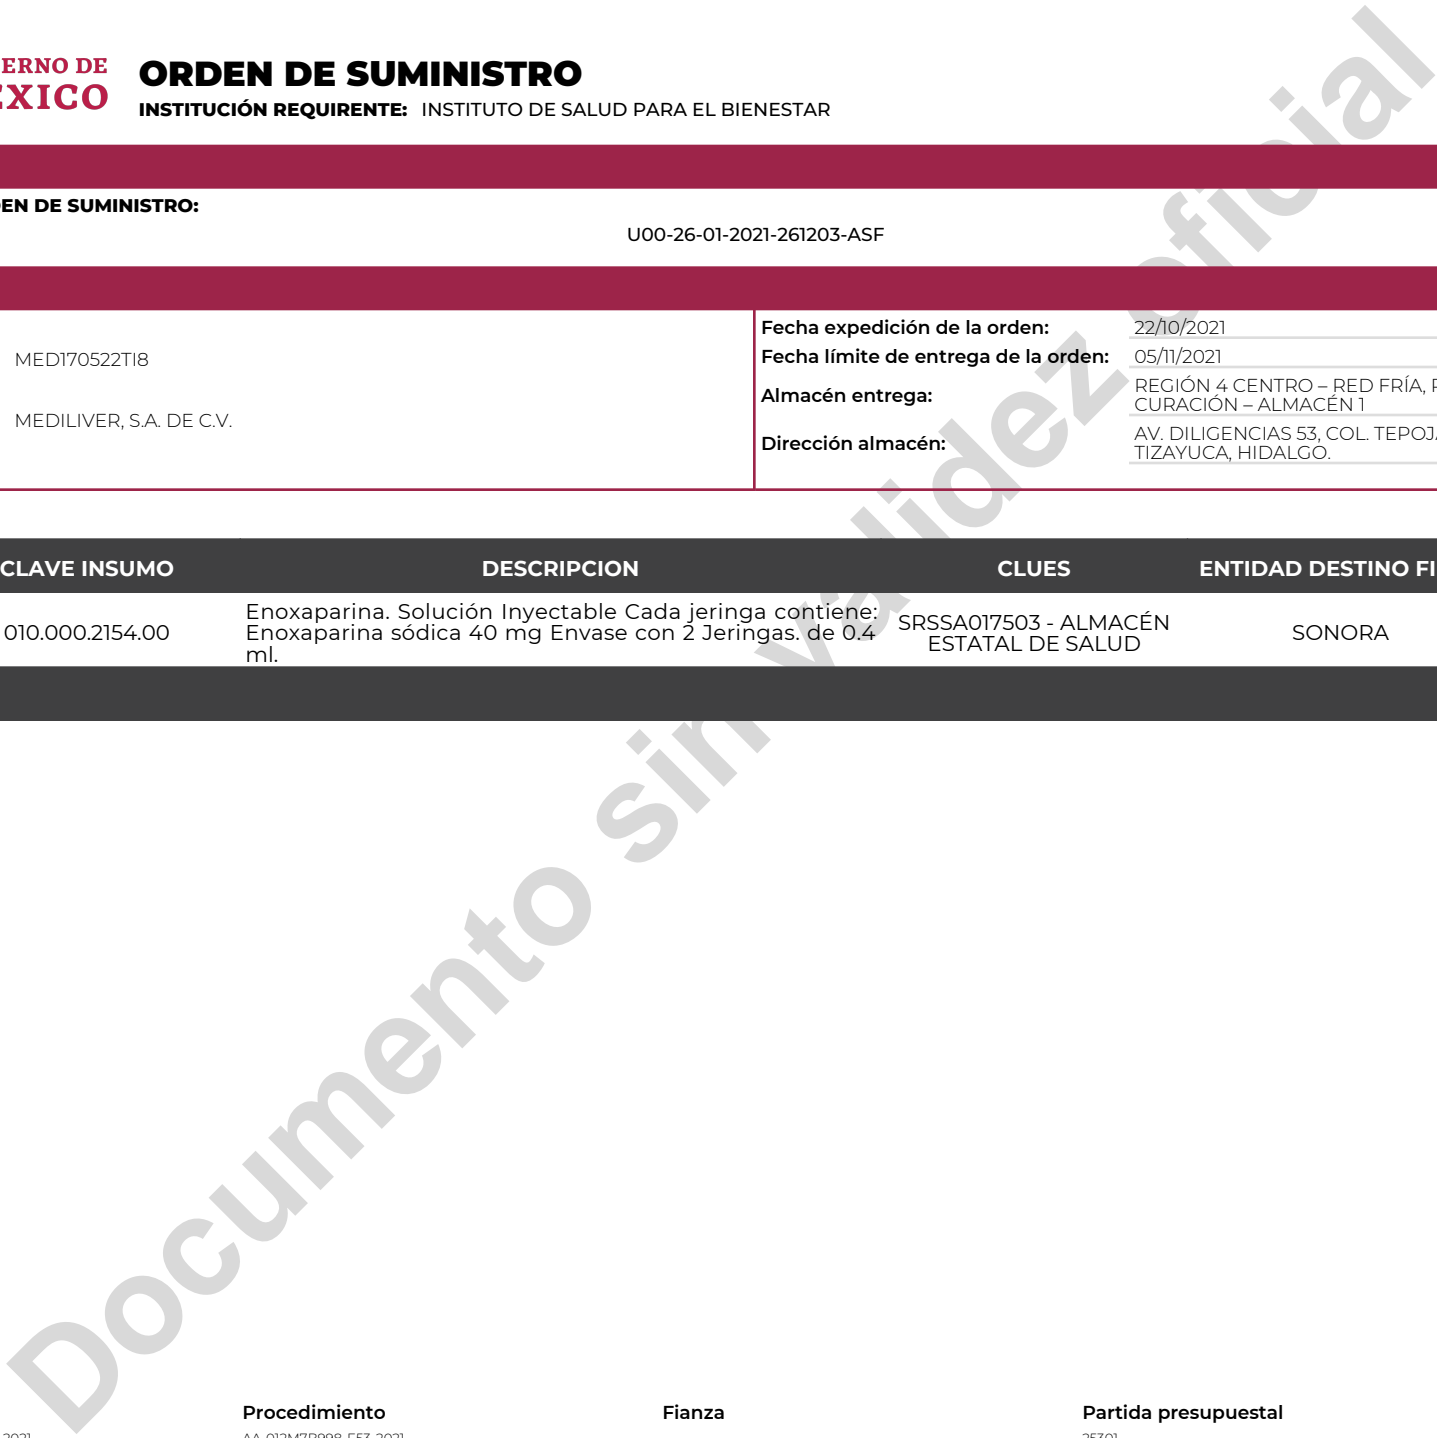 ERNO DE
ORDEN DE SUMINISTRO
INSTITUCIÓN REQUIRENTE: INSTITUTO DE SALUD PARA EL BIENESTAR
EN DE SUMINISTRO:
U00-26-01-2021-261203-ASF
MED170522TI8
MEDILIVER, S.A. DE C.V.
Fecha expedición de la orden: 22/10/2021
Fecha límite de entrega de la orden: 05/11/2021
Almacén entrega: REGIÓN 4 CENTRO – RED FRÍA,
CURACIÓN – ALMACÉN 1
Dirección almacén: AV. DILIGENCIAS 53, COL.
TIZAYUCA, HIDALGO.
CLAVE INSUMO DESCRIPCION CLUES ENTIDAD DESTINO
010.000.2154.00
Enoxaparina. Solución Inyectable Cada jeringa contiene:
Enoxaparina sódica 40 mg Envase con 2 Jeringas. de 0.4
ml.
SRSSA017503 - ALMACÉN
ESTATAL DE SALUD
SONORA
Documento sin validez oficial
Procedimiento Fianza Partida presupuestal